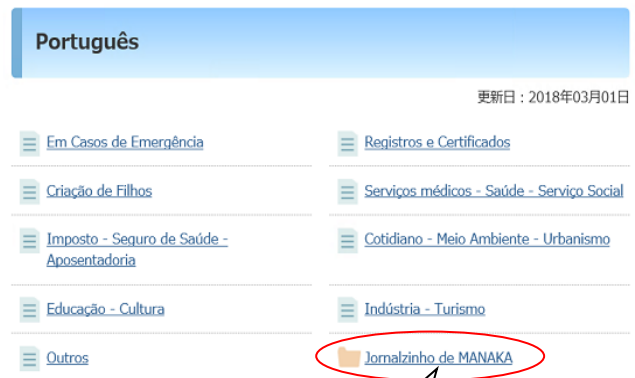 Português
更新日：2018年03月01日
Em Casos de Emergência
Registros e Certificados
Criação de Filhos
Serviços médicos - Saúde - Serviço Social
Imposto - Seguro de Saúde -
Aposentadoria
Cotidiano - Meio Ambiente - Urbanismo
Educação - Cultura
Indústria - Turismo
Outros
Jornalzinho de MANAKA